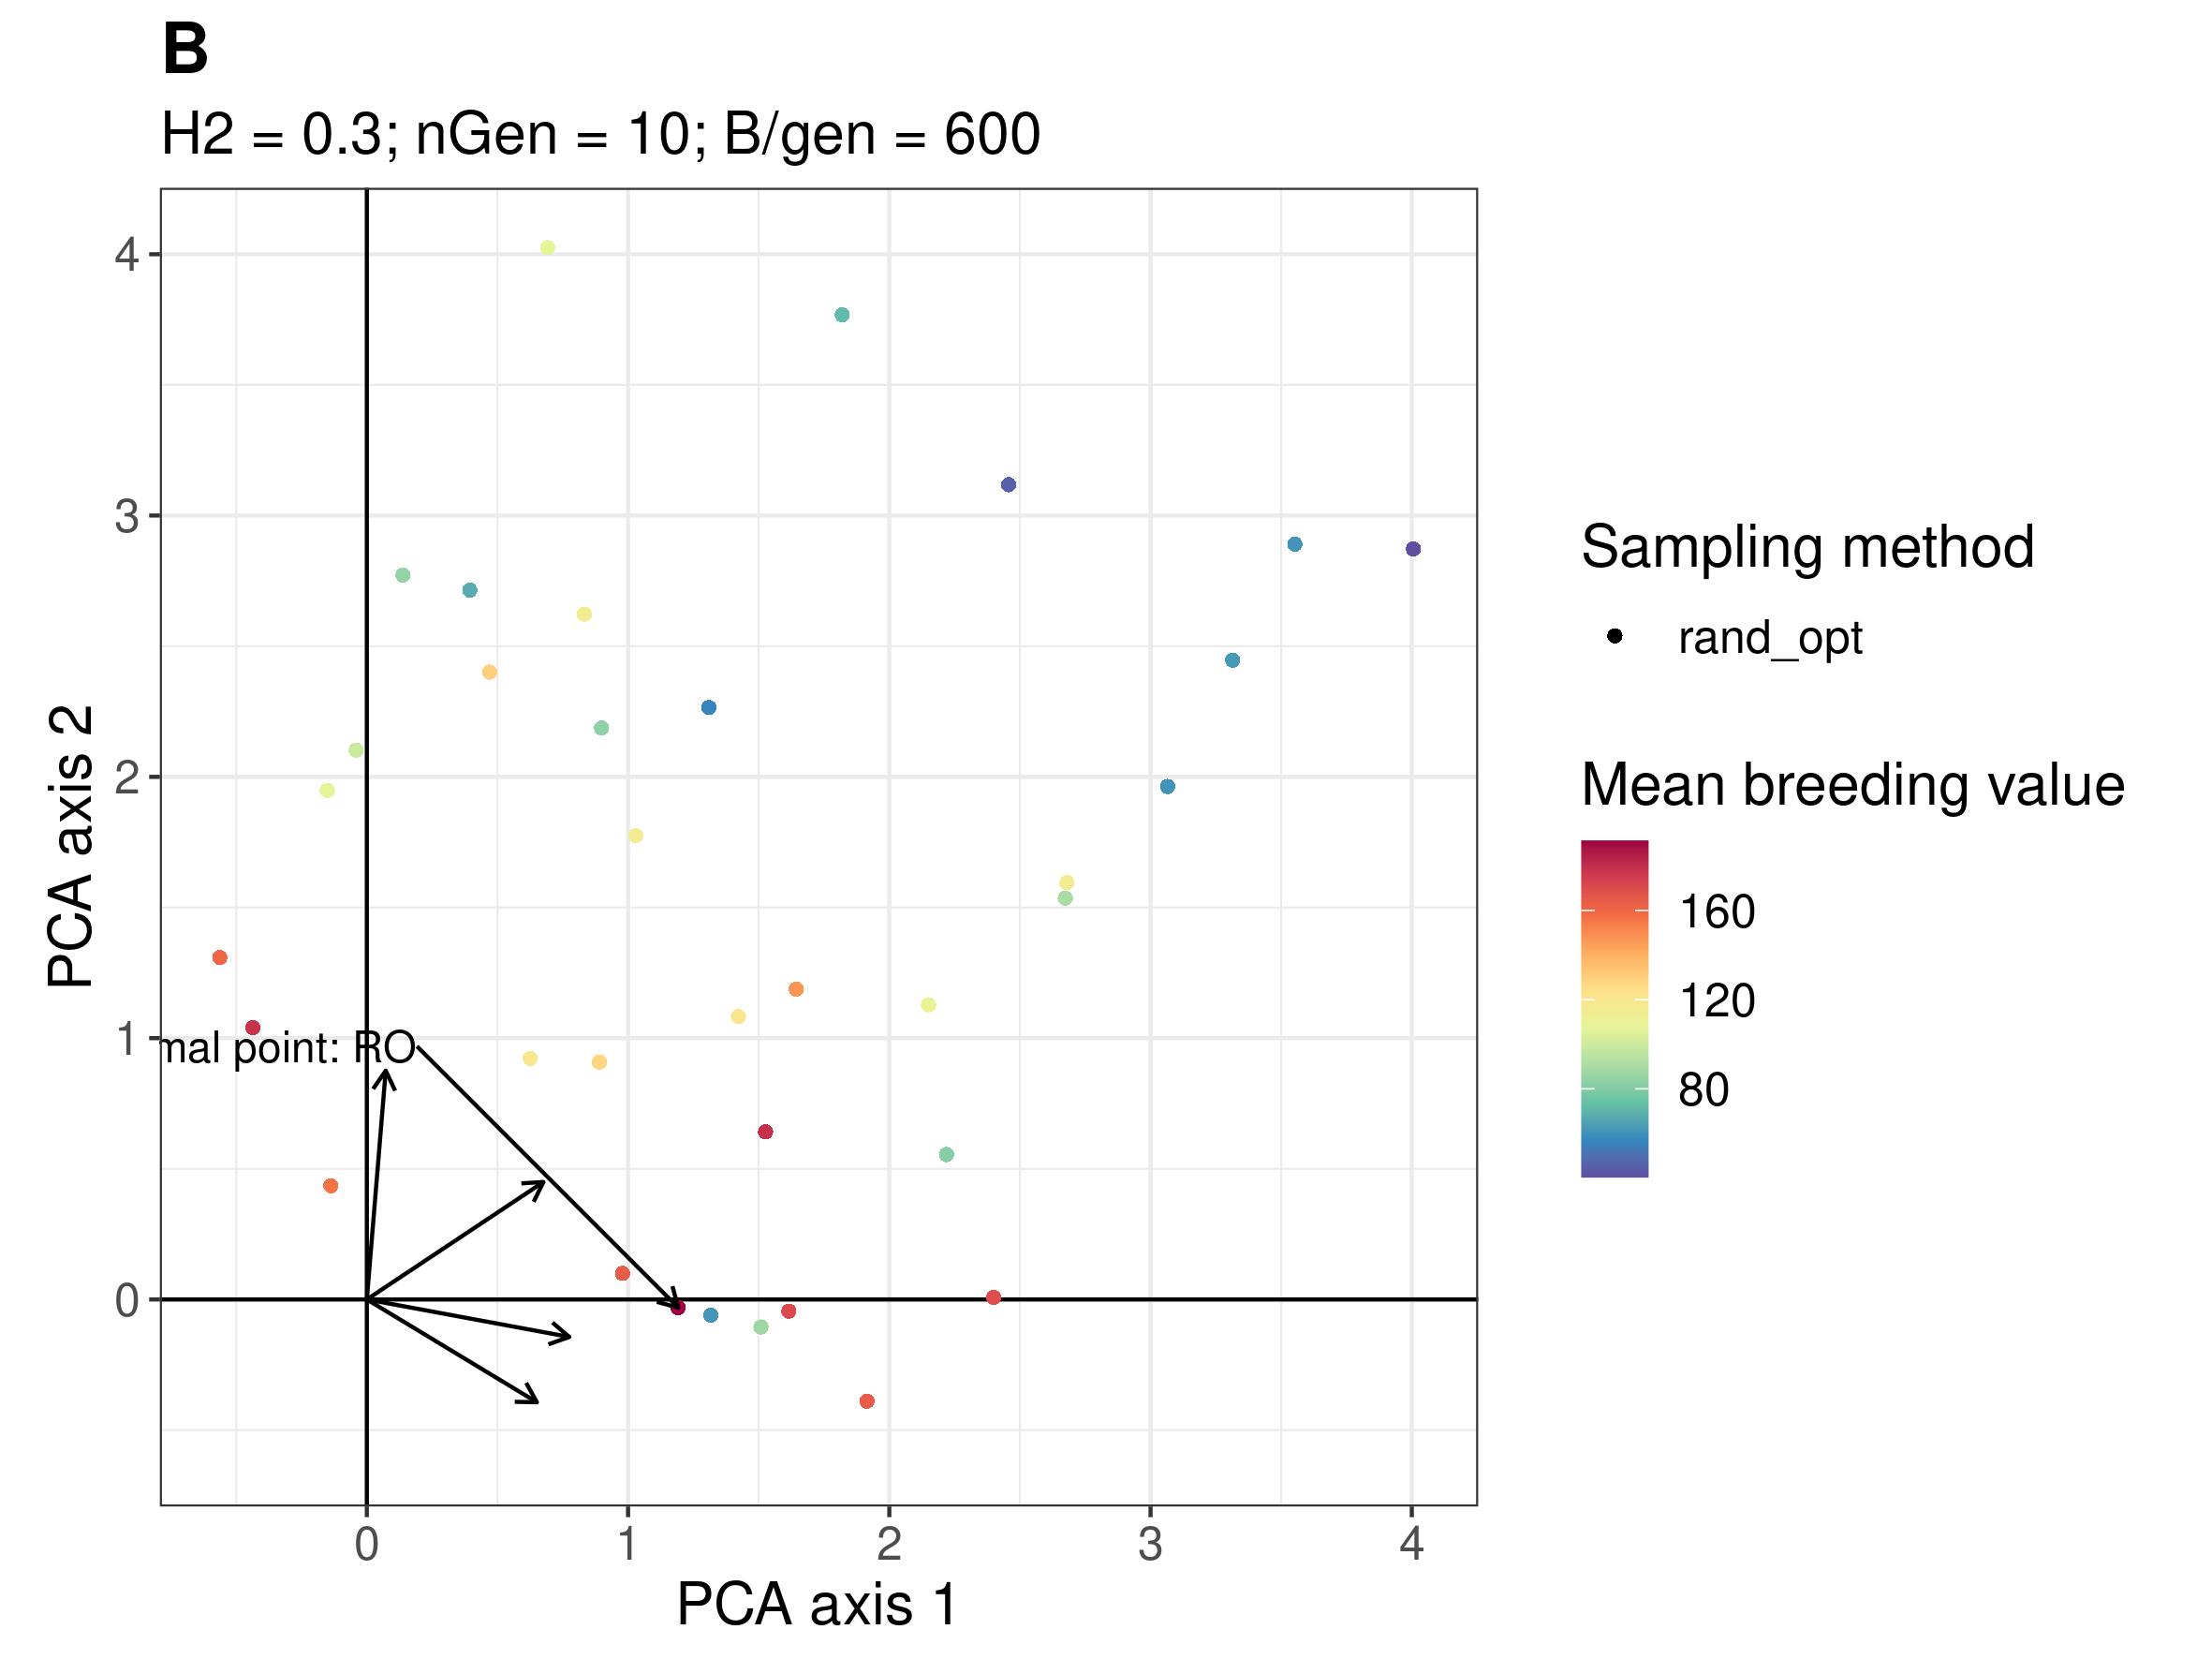 B
H2 = 0.3; nGen = 10; B/gen = 600
4
3
2
1
0
PCA axis 2
mal point: RO
0 1 2 3 4
PCA axis 1
Sampling method
rand_opt
Mean breeding value
160
120
80